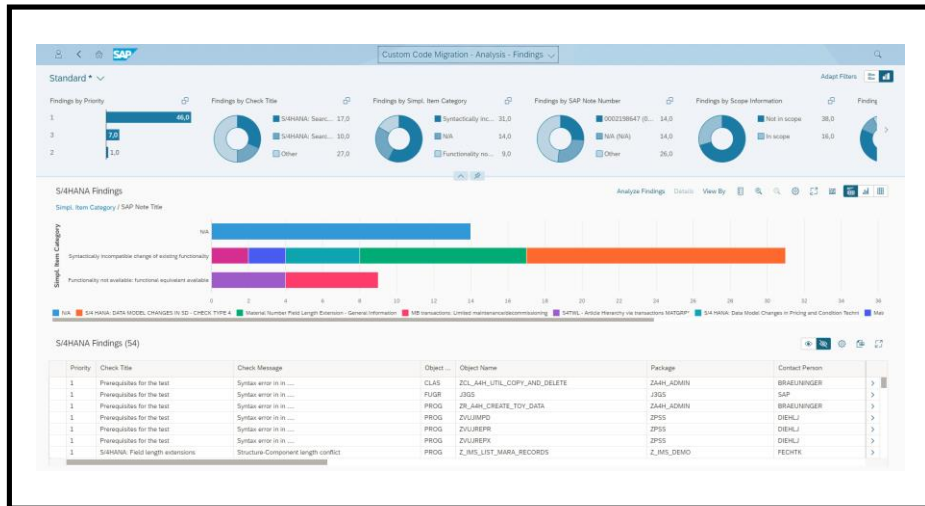 SAP Custom Code Migration - Analysis - Findings
Standard * Adapt Filters
Findings by Priority
1 46,0
3 7,0
2 1,0
Findings by Check Title
S/4HANA: Searc... 17,0
S/4HANA: Searc... 10,0
Other 27,0
Findings by Simpl. Item Category
Syntactically inc... 31,0
N/A 14,0
Functionality no... 9,0
Findings by SAP Note Number
0002198647 (0... 14,0
N/A (N/A) 14,0
Other 26,0
Findings by Scope Information
Not in scope 38,0
In scope 16,0
Finding
S/4HANA Findings Analyze Findings Details View By
Simpl. Item Category / SAP Note Title
Simpl. Item Category
N/A
Syntactically incompatible change of existing functionality
Functionality not available: functional equivalent available
0 2 4 6 8 10 12 14 16 18 20 22 24 26 28 30 32 34 36
N/A S/4 HANA: DATA MODEL CHANGES IN SD - CHECK TYPE 4 Material Number Field Length Extension - General Information MB transactions: Limited maintenance/decommissioning S4TWL - Article Hierarchy via transactions WATGRP* S/4 HANA: Data Model Changes in Pricing and Condition Techni Mat
S/4HANA Findings (54)
Priority Check Title Check Message Object ... Object Name Package Contact Person
1 Prerequisites for the test Syntax error in in .... CLAS ZCL_A4H_UTIL_COPY_AND_DELETE ZA4H_ADMIN BRAEUNINGER
1 Prerequisites for the test Syntax error in in .... FUGR J3GS J3GS SAP
1 Prerequisites for the test Syntax error in in .... PROG ZR_A4H_CREATE_TOY_DATA ZA4H_ADMIN BRAEUNINGER
1 Prerequisites for the test Syntax error in in .... PROG ZVUJIMPD ZPSS DIEHLJ
1 Prerequisites for the test Syntax error in in .... PROG ZVUJREPR ZPSS DIEHLJ
1 Prerequisites for the test Syntax error in in .... PROG ZVUJREPX ZPSS DIEHLJ
1 S/4HANA: Field length extensions Structure-Component length conflict PROG Z_IMS_LIST_MARA_RECORDS Z_IMS_DEMO FECHTK